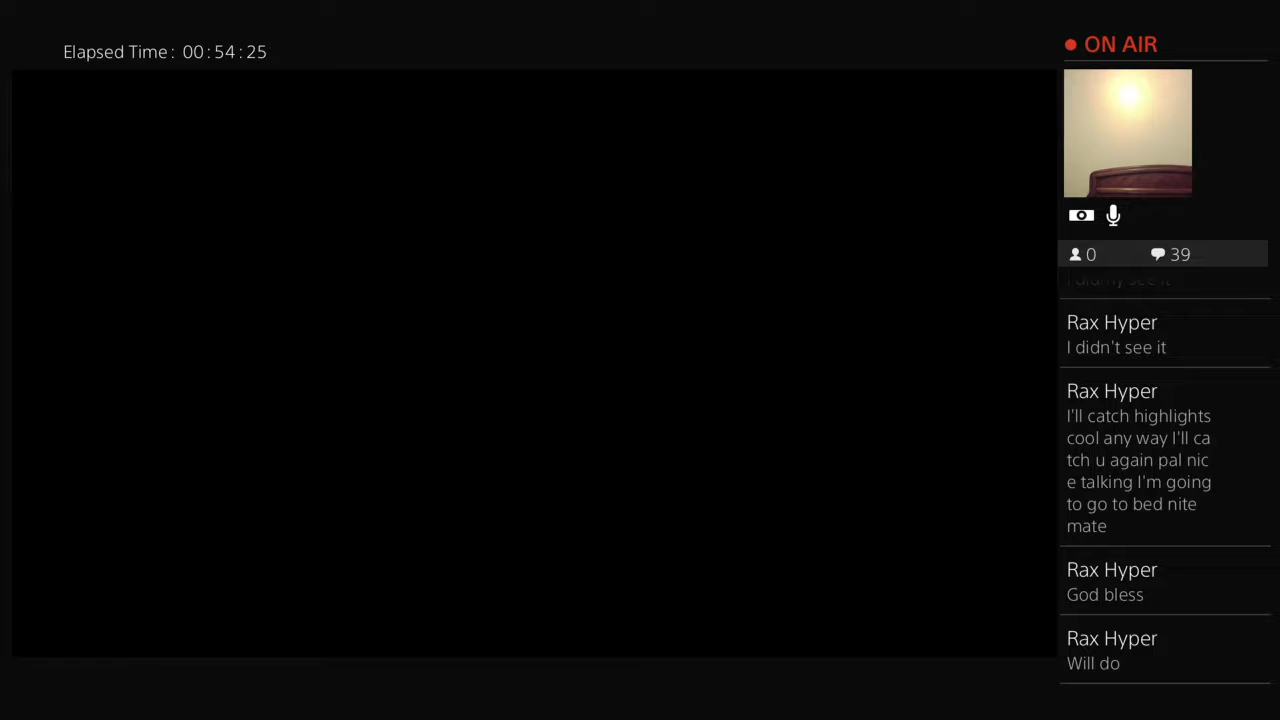 Elapsed Time: 00:54:25
ON AIR
0
39
Rax Hyper
I didn't see it
Rax Hyper
I'll catch highlights
cool any way I'll ca
tch u again pal nic
e talking I'm going
to go to bed nite
mate
Rax Hyper
God bless
Rax Hyper
Will do